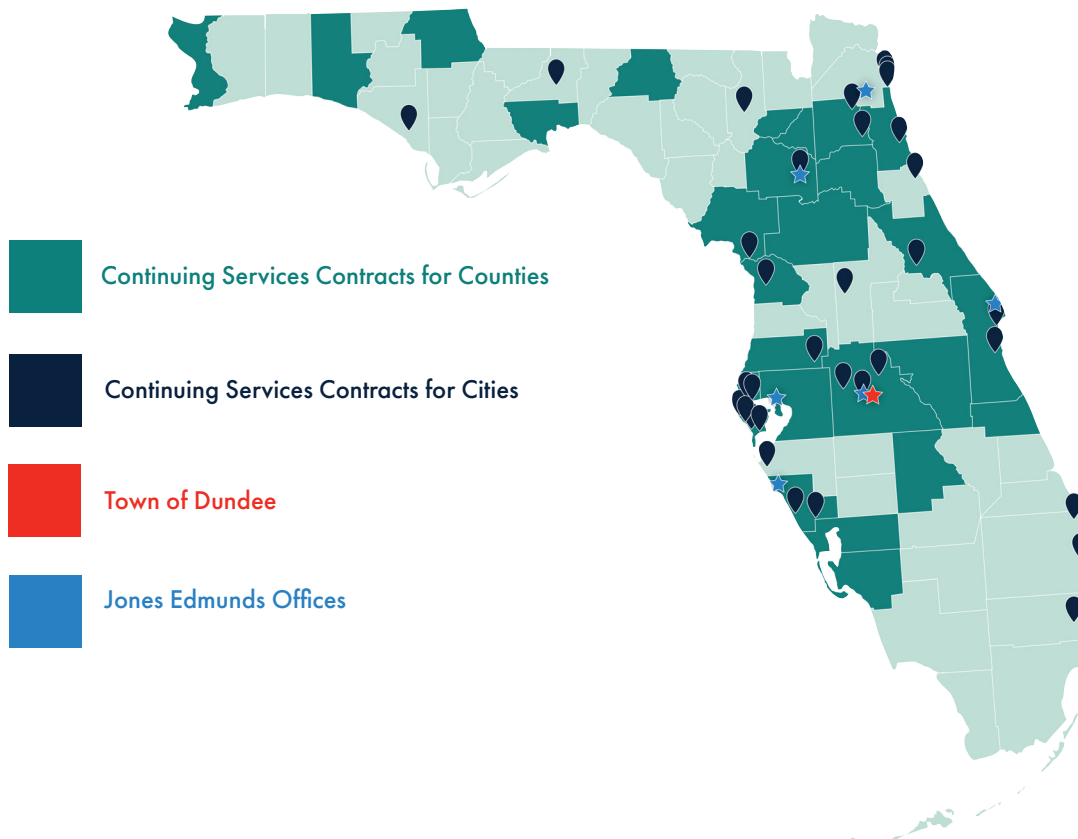 Continuing Services Contracts for Counties
Continuing Services Contracts for Cities
Town of Dundee
Jones Edmunds Offices